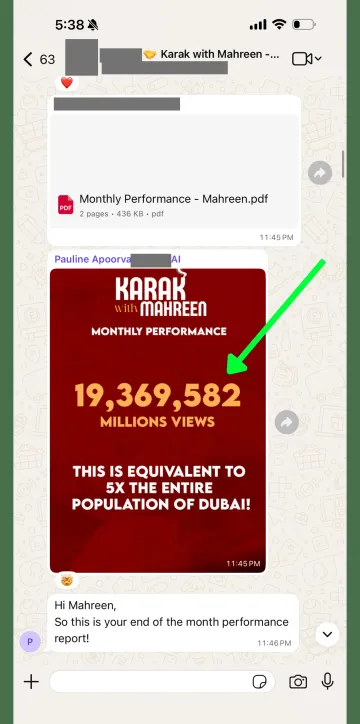 5:38
63
🤝 Karak with Mahreen -...
❤️
PDF
Monthly Performance - Mahreen.pdf
2 pages • 436 KB • pdf
11:45 PM
Pauline Apoorva AI
KARAK
with MAHREEN
MONTHLY PERFORMANCE
19,369,582
MILLIONS VIEWS
THIS IS EQUIVALENT TO
5X THE ENTIRE
POPULATION OF DUBAI!
11:45 PM
🤯
Hi Mahreen,
So this is your end of the month performance
report!
11:46 PM
P